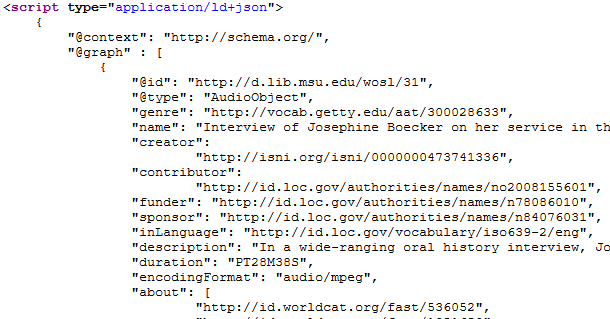 <script type="application/ld+json">
{
"@context": "http://schema.org/",
"@graph" : [
{
"@id": "http://d.lib.msu.edu/wosl/31",
"@type": "AudioObject",
"genre": "http://vocab.getty.edu/aat/300028633",
"name": "Interview of Josephine Boecker on her service in th
"creator":
"http://isni.org/isni/0000000473741336",
"contributor":
"http://id.loc.gov/authorities/names/no2008155601",
"funder": "http://id.loc.gov/authorities/names/n78086010",
"sponsor": "http://id.loc.gov/authorities/names/n84076031",
"inLanguage": "http://id.loc.gov/vocabulary/iso639-2/eng",
"description": "In a wide-ranging oral history interview, Jo
"duration": "PT28M38S",
"encodingFormat": "audio/mpeg",
"about": [
"http://id.worldcat.org/fast/536052",